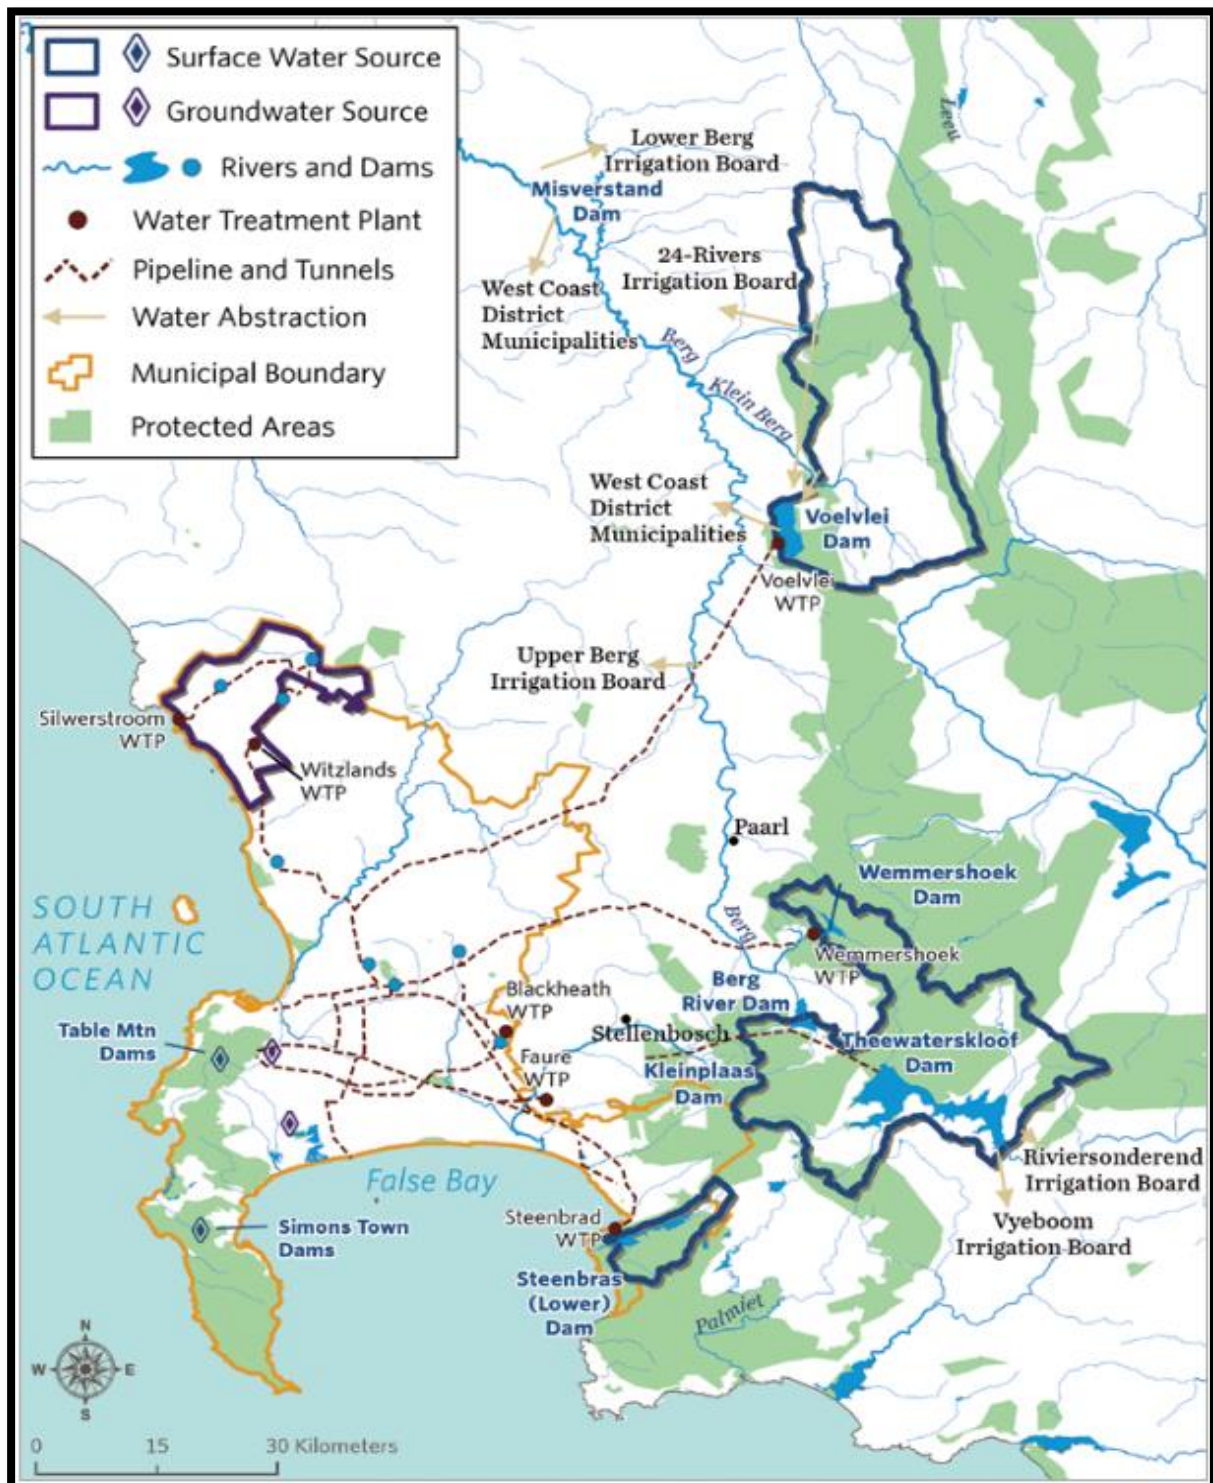 Surface Water Source
Groundwater Source
Rivers and Dams
Water Treatment Plant
Pipeline and Tunnels
Water Abstraction
Municipal Boundary
Protected Areas
Leeu
Lower Berg
Irrigation Board
Misverstand
Dam
24-Rivers
Irrigation Board
West Coast
District
Municipalities
Berg
Klein Berg
West Coast
District
Municipalities
Voelvlei
Dam
Voelvlei
WTP
Upper Berg
Irrigation Board
Silwerstroom
WTP
Witzlands
WTP
Paarl
Wemmershoek
Dam
SOUTH
ATLANTIC
OCEAN
Berg
Wemmershoek
WTP
Berg
River Dam
Blackheath
WTP
Stellenbosch
Table Mtn
Dams
Theewaterskloof
Dam
Faure
WTP
Kleinplaas
Dam
False Bay
Riviersonderend
Irrigation Board
Simons Town
Dams
Steenbrad
WTP
Vyeboom
Irrigation Board
Steenbras
(Lower)
Dam
Palmiet
N
W
E
S
0
15
30 Kilometers